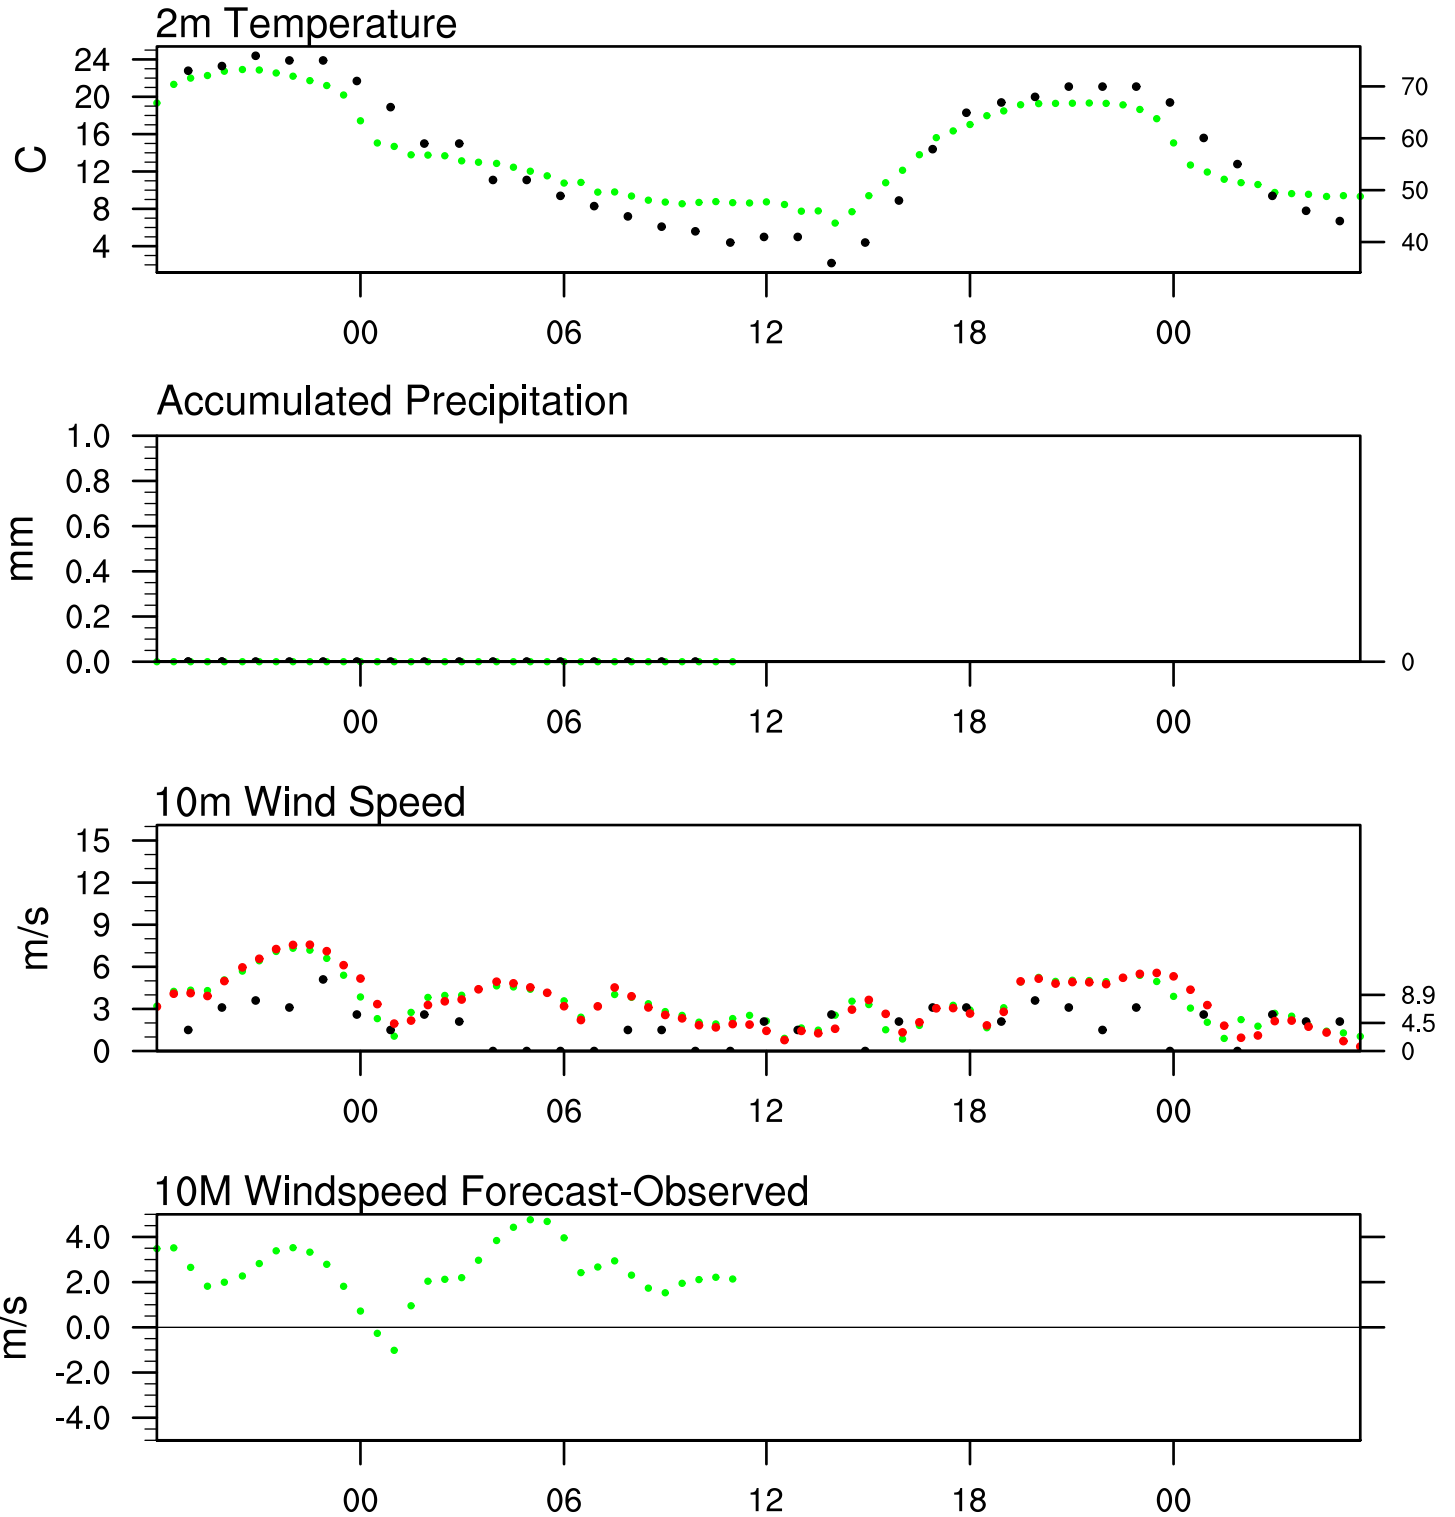 2m Temperature
24
20
16
12
8
4
C
70
60
50
40
00 06 12 18 00
Accumulated Precipitation
1.0
0.8
0.6
0.4
0.2
0.0
mm
0
00 06 12 18 00
10m Wind Speed
15
12
9
6
3
0
m/s
8.9
4.5
0
00 06 12 18 00
10M Windspeed Forecast-Observed
4.0
2.0
0.0
-2.0
-4.0
m/s
00 06 12 18 00